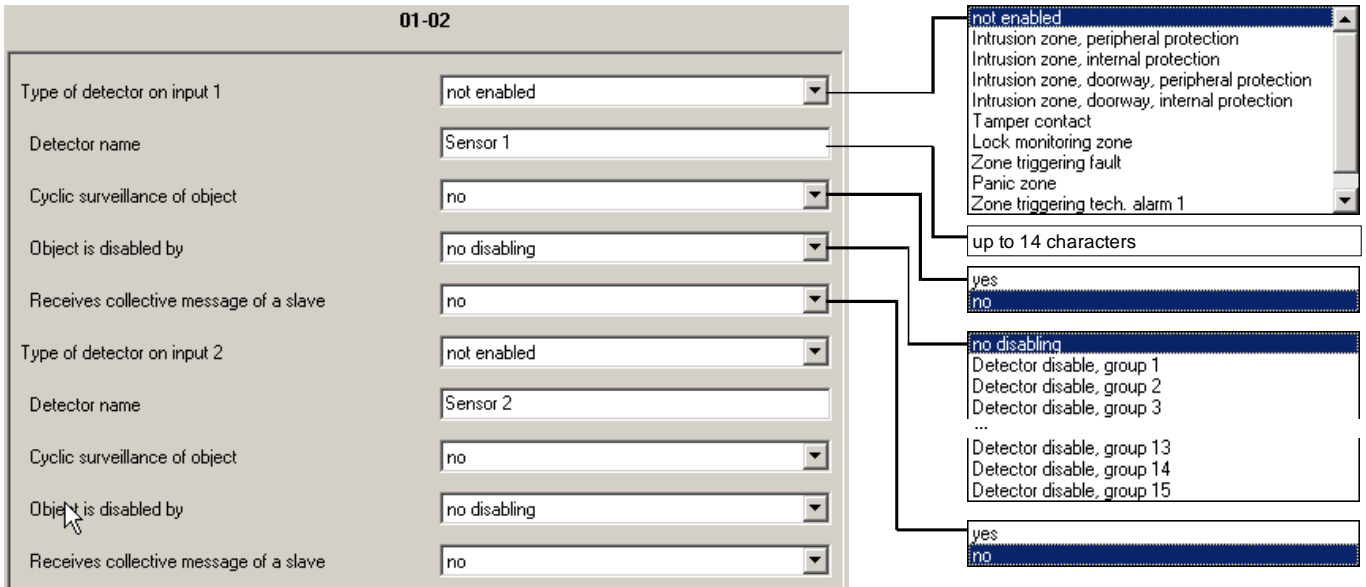 01-02
Type of detector on input 1
not enabled
Detector name
Sensor 1
Cyclic surveillance of object
no
Object is disabled by
no disabling
Receives collective message of a slave
no
Type of detector on input 2
not enabled
Detector name
Sensor 2
Cyclic surveillance of object
no
Object is disabled by
no disabling
Receives collective message of a slave
no
not enabled
Intrusion zone, peripheral protection
Intrusion zone, internal protection
Intrusion zone, doorway, peripheral protection
Intrusion zone, doorway, internal protection
Tamper contact
Lock monitoring zone
Zone triggering fault
Panic zone
Zone triggering tech. alarm 1
up to 14 characters
yes
no
no disabling
Detector disable, group 1
Detector disable, group 2
Detector disable, group 3
...
Detector disable, group 13
Detector disable, group 14
Detector disable, group 15
yes
no